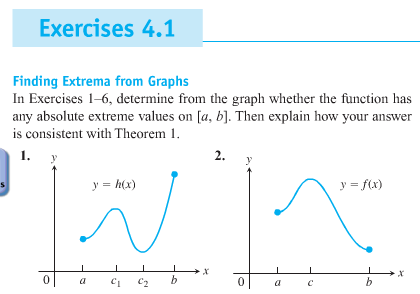 Exercises 4.1
Finding Extrema from Graphs
In Exercises 1–6, determine from the graph whether the function has
any absolute extreme values on [a, b]. Then explain how your answer
is consistent with Theorem 1.
1.
y
y = h(x)
0
a
c₁
c₂
b
x
2.
y
y = f(x)
0
a
c
b
x
s